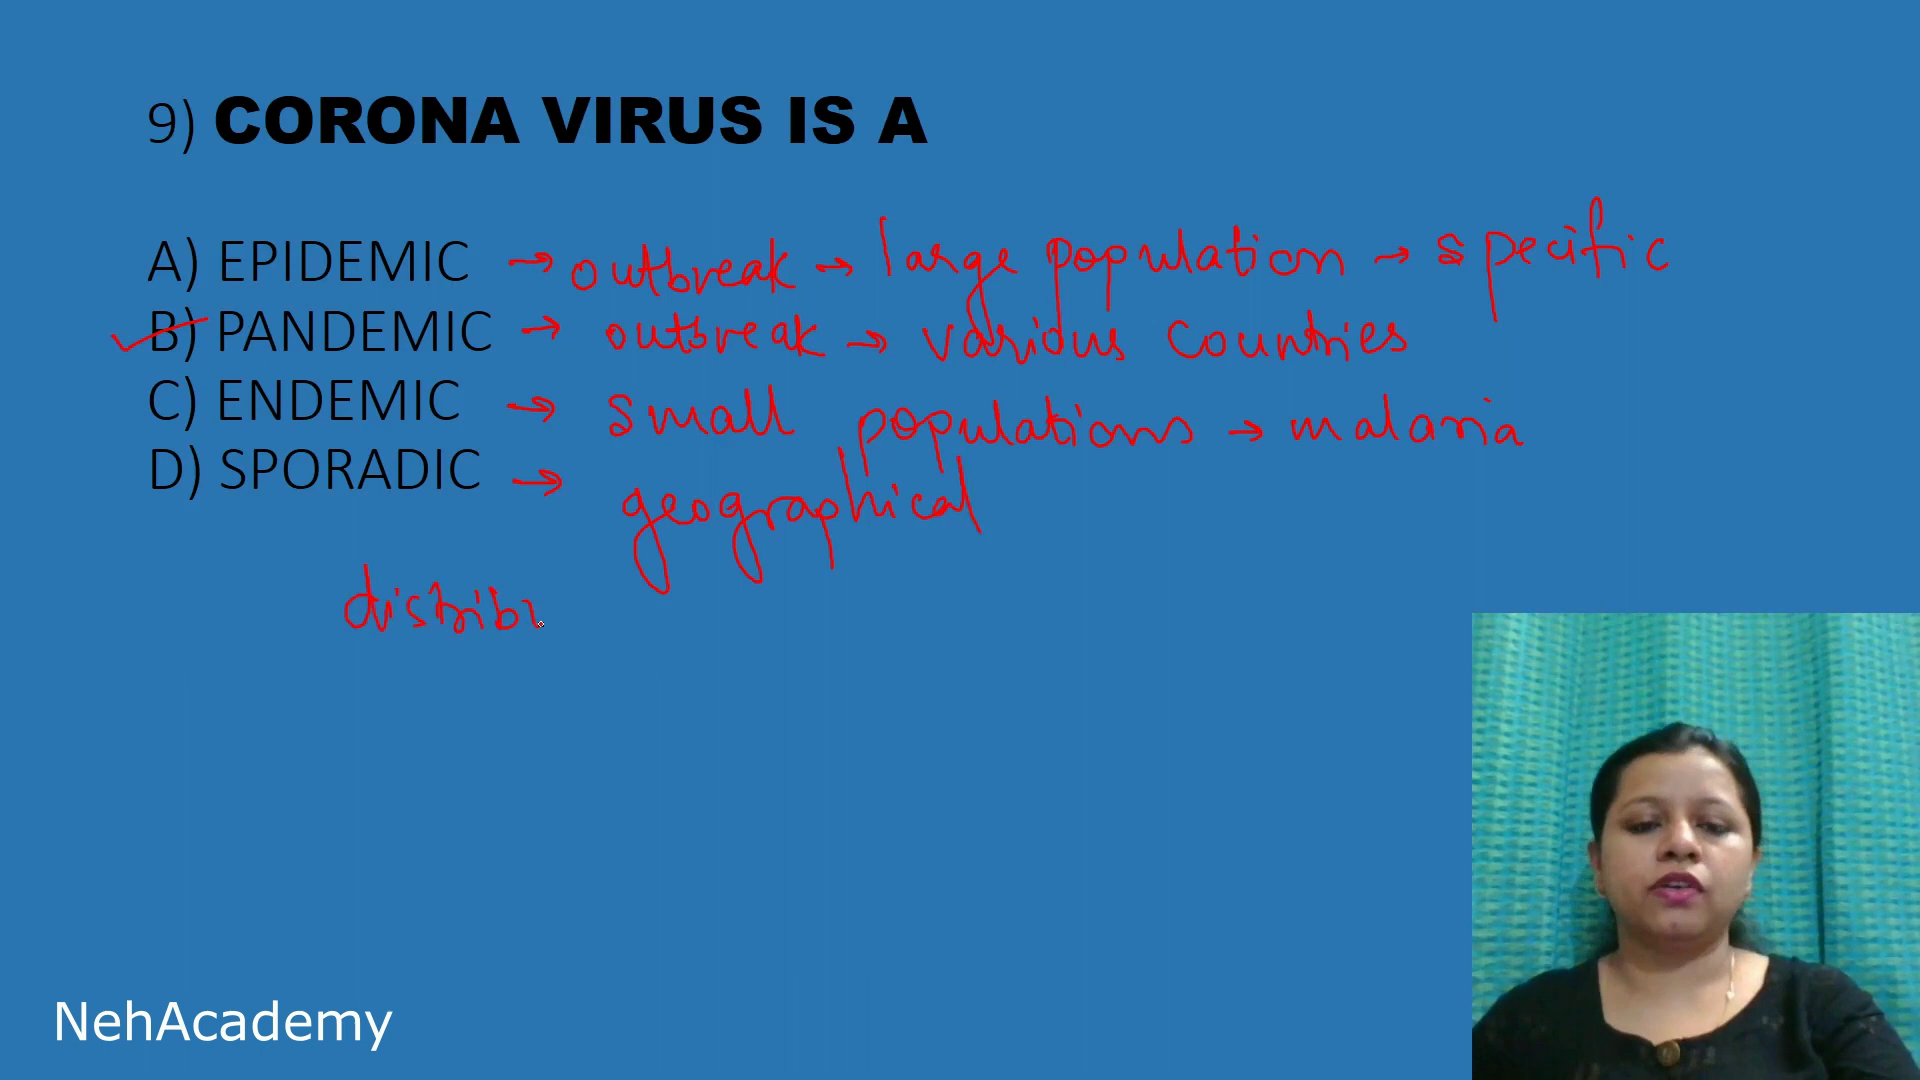 9) CORONA VIRUS IS A
A) EPIDEMIC → outbreak → large population → specific
B) PANDEMIC → outbreak → various countries
C) ENDEMIC → small populations → malaria
D) SPORADIC → geographical
distribu
NehAcademy